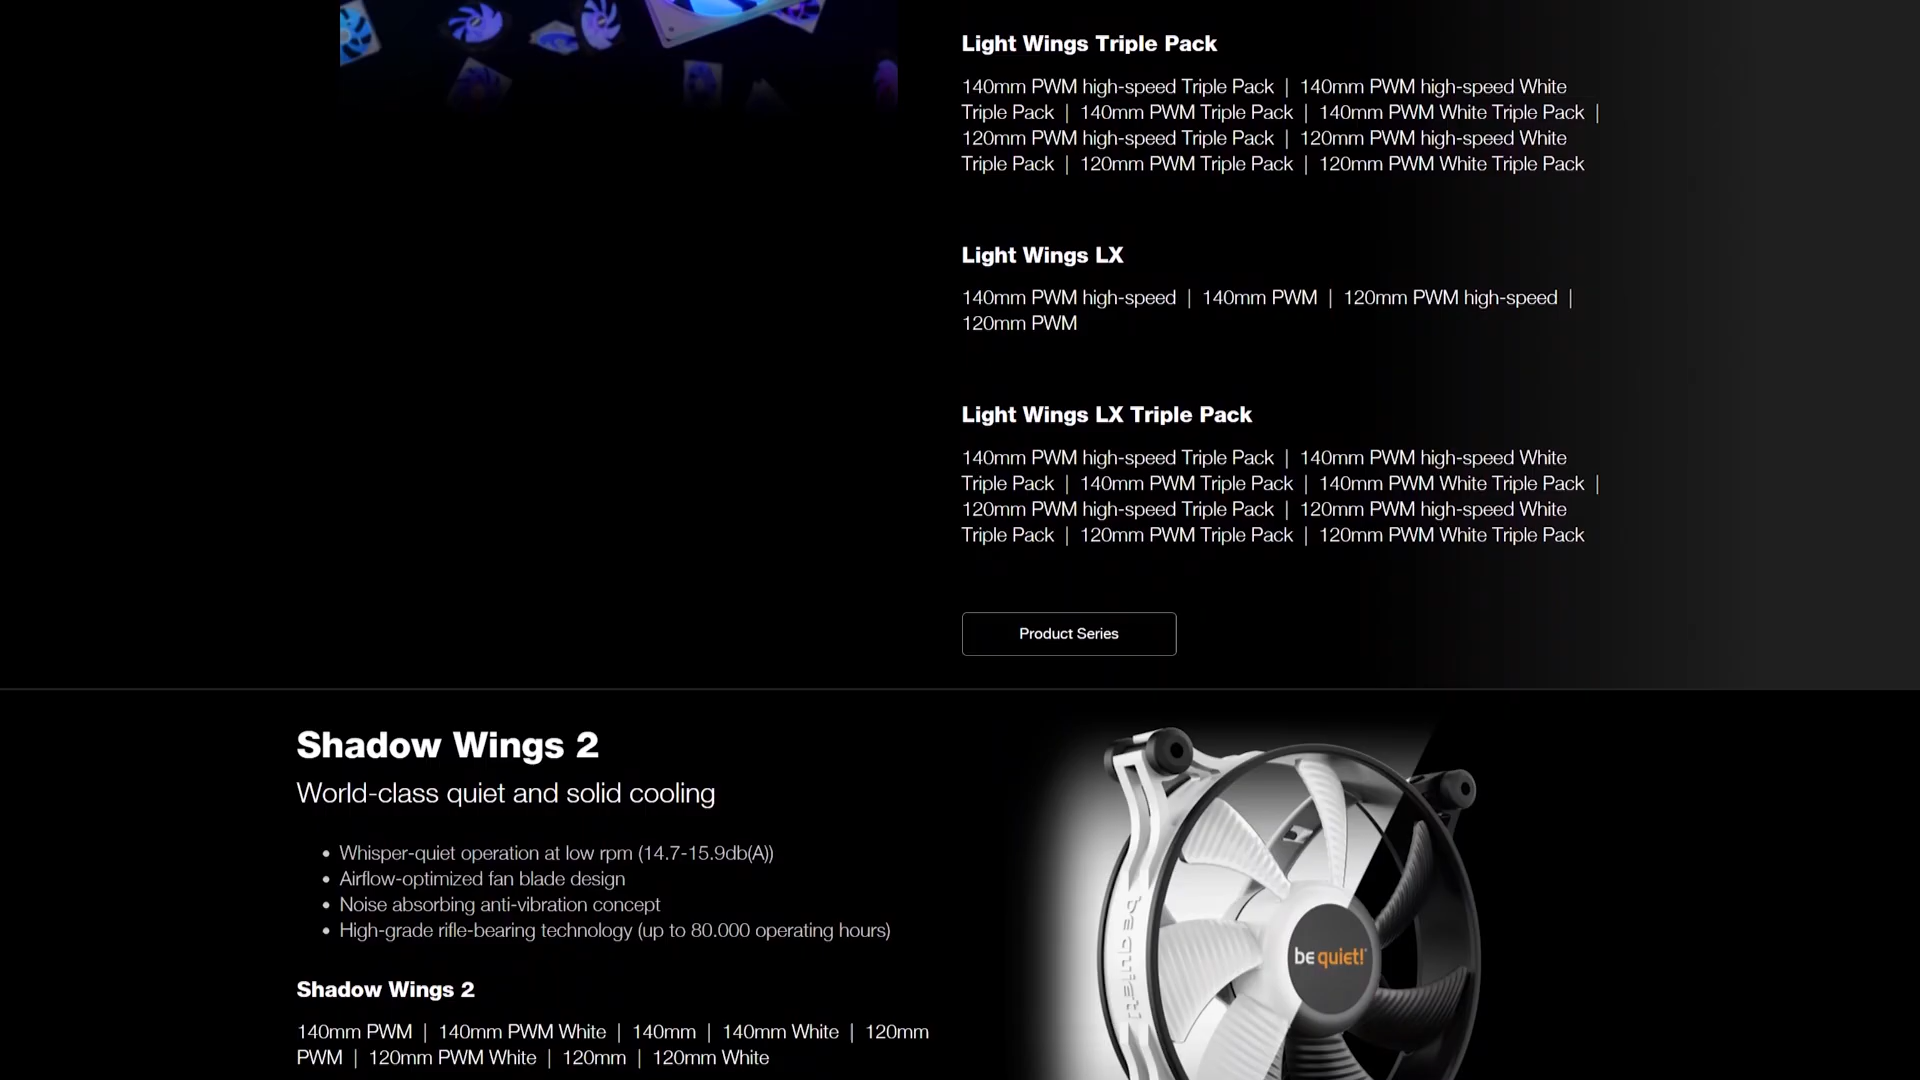 Light Wings Triple Pack
140mm PWM high-speed Triple Pack | 140mm PWM high-speed White
Triple Pack | 140mm PWM Triple Pack | 140mm PWM White Triple Pack |
120mm PWM high-speed Triple Pack | 120mm PWM high-speed White
Triple Pack | 120mm PWM Triple Pack | 120mm PWM White Triple Pack
Light Wings LX
140mm PWM high-speed | 140mm PWM | 120mm PWM high-speed |
120mm PWM
Light Wings LX Triple Pack
140mm PWM high-speed Triple Pack | 140mm PWM high-speed White
Triple Pack | 140mm PWM Triple Pack | 140mm PWM White Triple Pack |
120mm PWM high-speed Triple Pack | 120mm PWM high-speed White
Triple Pack | 120mm PWM Triple Pack | 120mm PWM White Triple Pack
Product Series
Shadow Wings 2
World-class quiet and solid cooling
• Whisper-quiet operation at low rpm (14.7-15.9db(A))
• Airflow-optimized fan blade design
• Noise absorbing anti-vibration concept
• High-grade rifle-bearing technology (up to 80.000 operating hours)
Shadow Wings 2
140mm PWM | 140mm PWM White | 140mm | 140mm White | 120mm
PWM | 120mm PWM White | 120mm | 120mm White
be quiet!
be quiet!